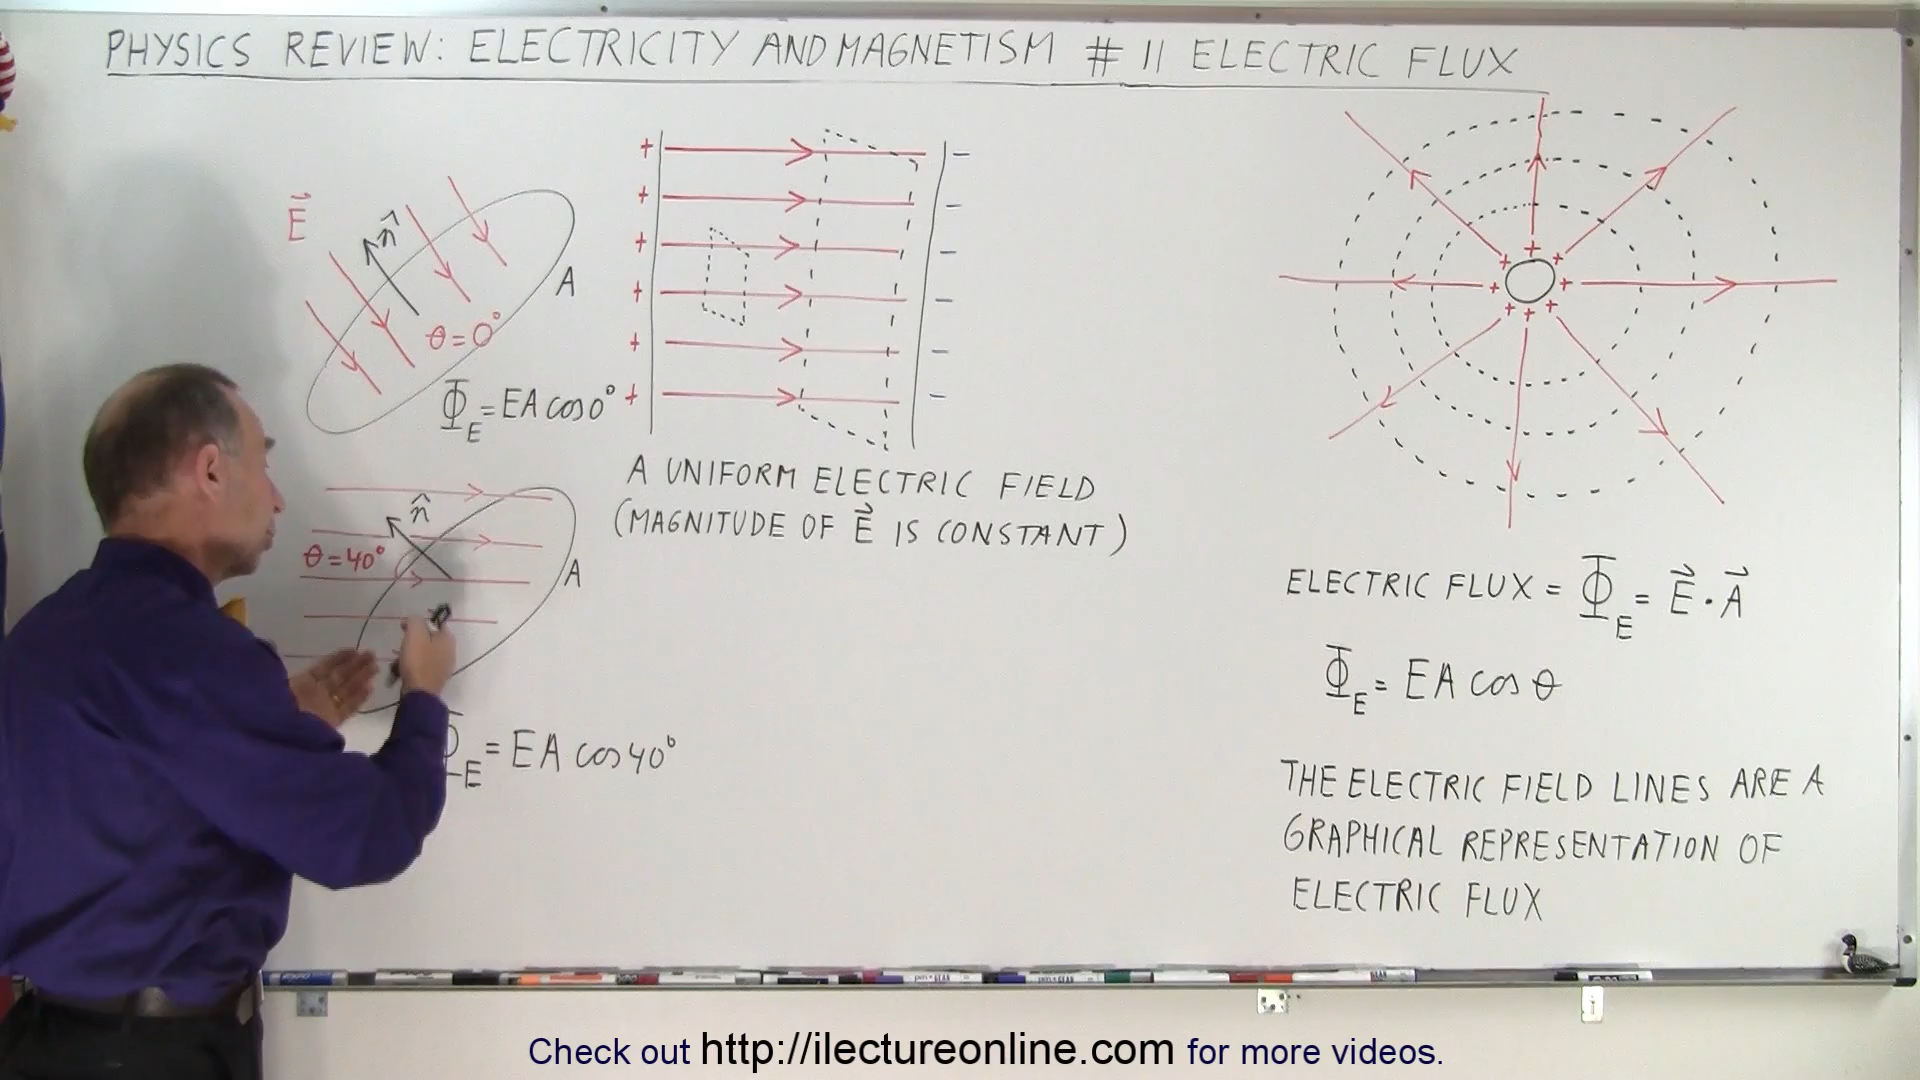 PHYSICS REVIEW: ELECTRICITY AND MAGNETISM # 11 ELECTRIC FLUX
E⃗
n̂
A
θ = 0°
Φ_E = EA cos 0°
+ + + + + +
− − − − − −
A UNIFORM ELECTRIC FIELD
(MAGNITUDE OF E⃗ IS CONSTANT)
n̂
θ = 40°
A
Φ_E = EA cos 40°
+ + + + + + + +
ELECTRIC FLUX = Φ_E = E⃗ · A⃗
Φ_E = EA cos θ
THE ELECTRIC FIELD LINES ARE A
GRAPHICAL REPRESENTATION OF
ELECTRIC FLUX
Check out http://ilectureonline.com for more videos.